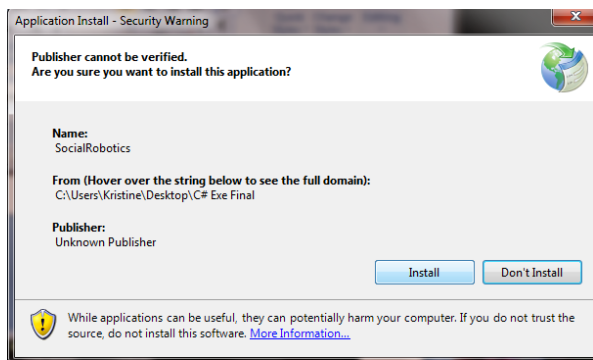 Application Install - Security Warning
Publisher cannot be verified.
Are you sure you want to install this application?
Name:
SocialRobotics
From (Hover over the string below to see the full domain):
C:\Users\Kristine\Desktop\C# Exe Final
Publisher:
Unknown Publisher
Install
Don't Install
While applications can be useful, they can potentially harm your computer. If you do not trust the
source, do not install this software. More Information...